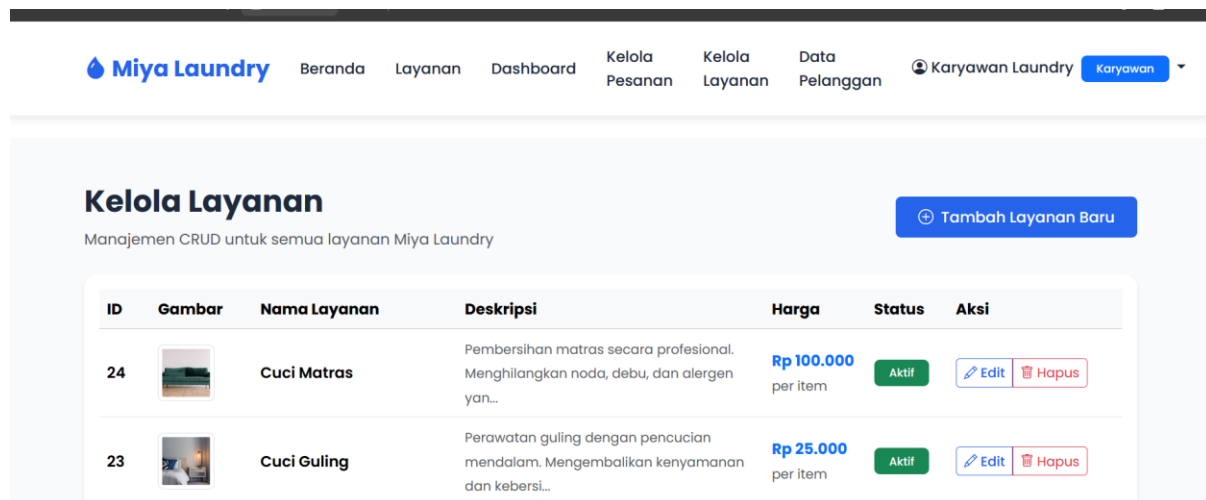 Miya Laundry
Beranda
Layanan
Dashboard
Kelola
Pesanan
Kelola
Layanan
Data
Pelanggan
Karyawan Laundry
Karyawan
Kelola Layanan
Tambah Layanan Baru
Manajemen CRUD untuk semua layanan Miya Laundry
ID Gambar Nama Layanan Deskripsi Harga Status Aksi
24
Cuci Matras
Pembersihan matras secara profesional.
Menghilangkan noda, debu, dan alergen
yan...
Rp 100.000
per item
Aktif
Edit
Hapus
23
Cuci Guling
Perawatan guling dengan pencucian
mendalam. Mengembalikan kenyamanan
dan kebersi...
Rp 25.000
per item
Aktif
Edit
Hapus